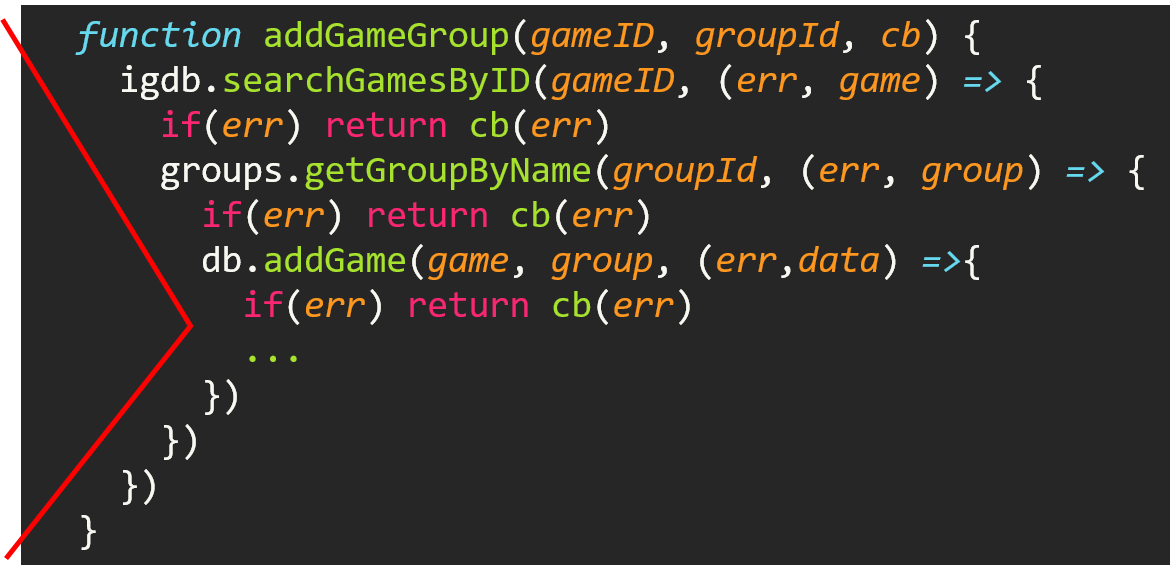 function addGameGroup(gameID, groupId, cb) {
igdb.searchGamesByID(gameID, (err, game) => {
if(err) return cb(err)
groups.getGroupByName(groupId, (err, group) => {
if(err) return cb(err)
db.addGame(game, group, (err,data) =>{
if(err) return cb(err)
...
})
})
})
}